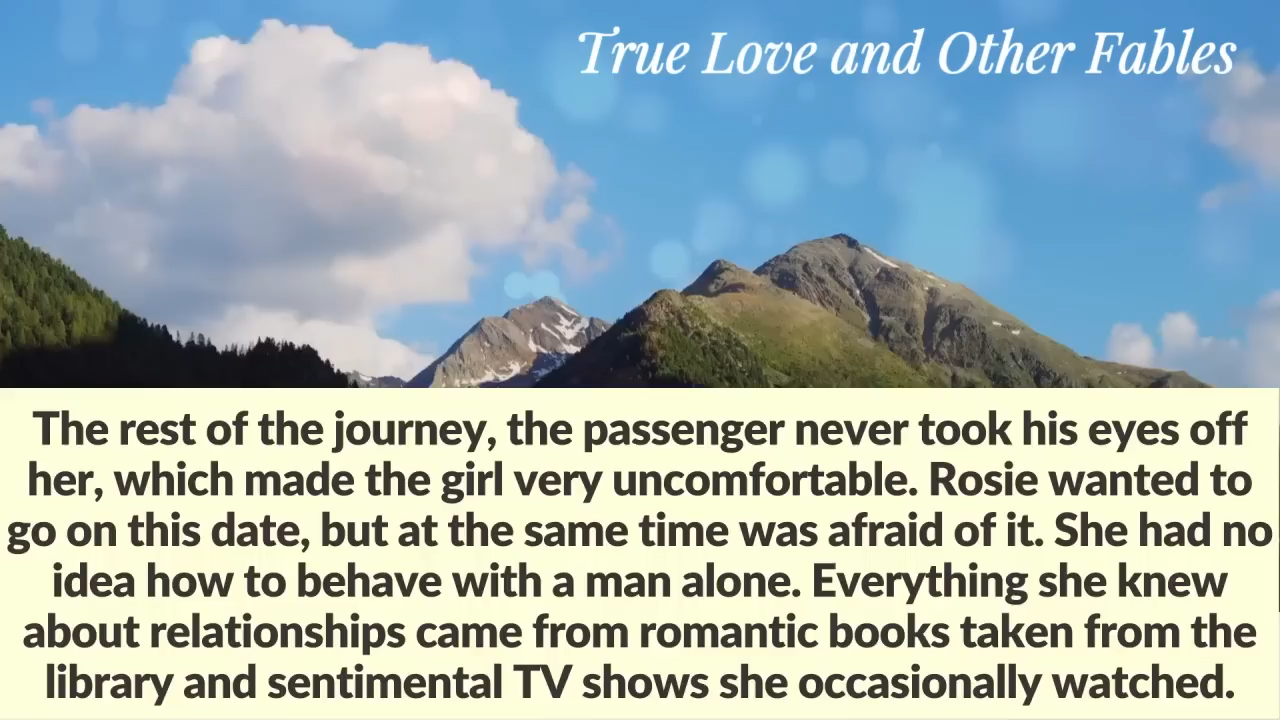 True Love and Other Fables
The rest of the journey, the passenger never took his eyes off
her, which made the girl very uncomfortable. Rosie wanted to
go on this date, but at the same time was afraid of it. She had no
idea how to behave with a man alone. Everything she knew
about relationships came from romantic books taken from the
library and sentimental TV shows she occasionally watched.